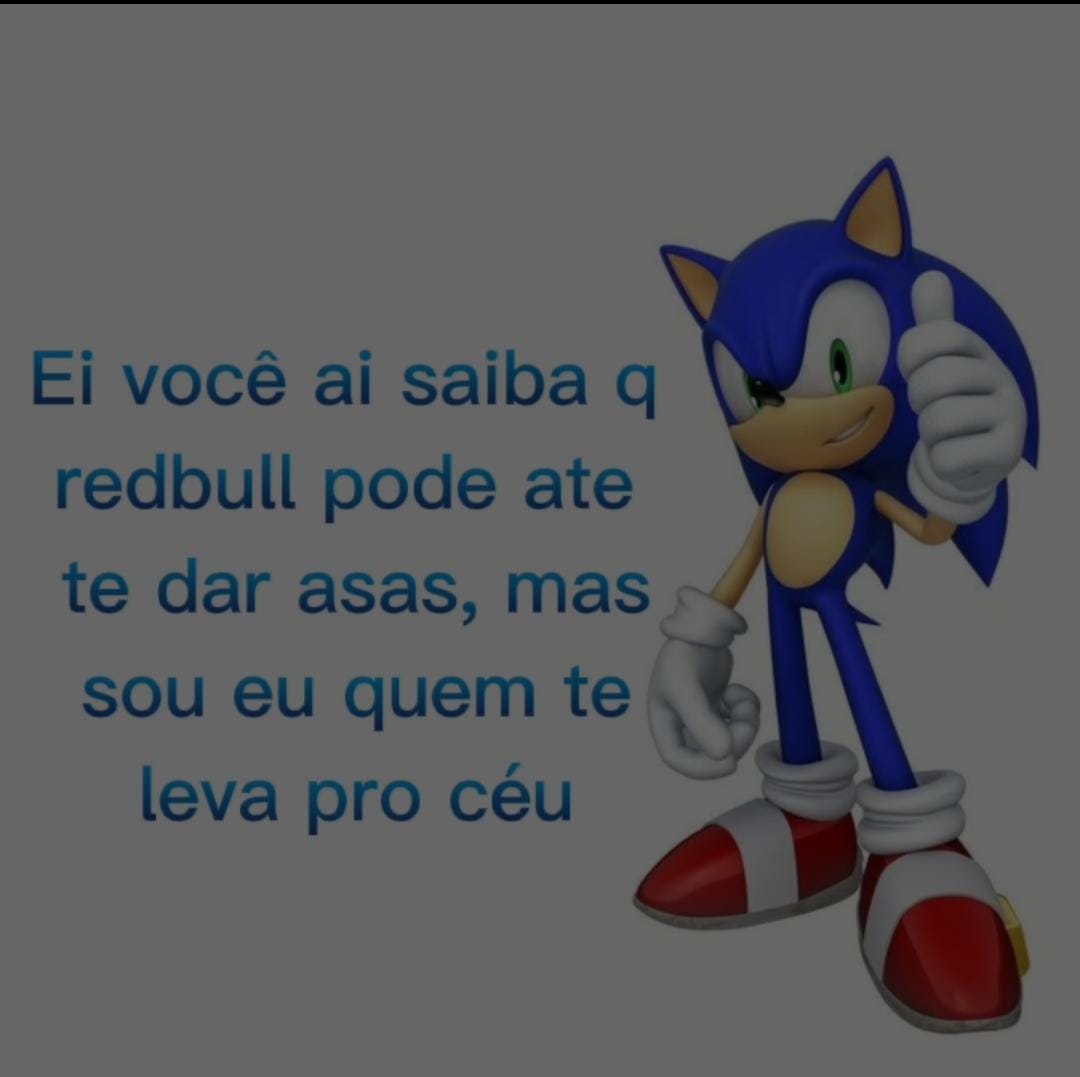 Ei você ai saiba q
redbull pode ate
te dar asas, mas
sou eu quem te
leva pro céu